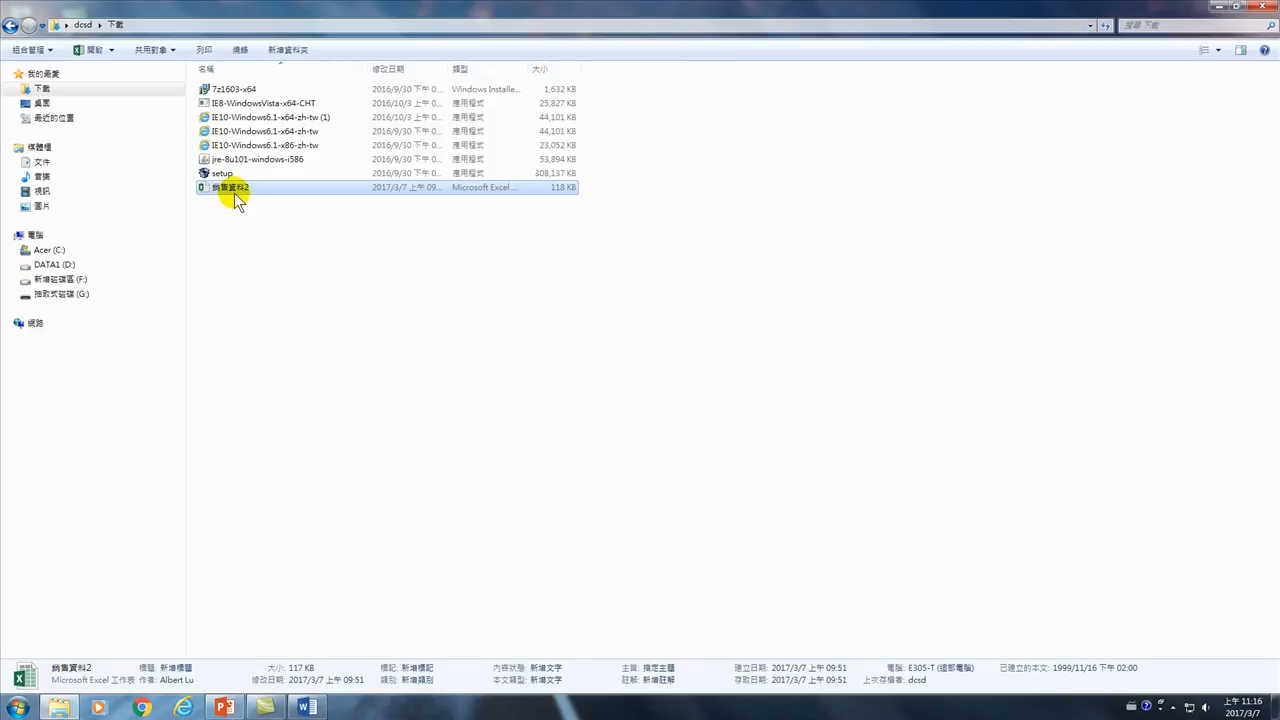 dcsd ▸ 下載
搜尋 下載
組合管理 開啟 共用對象 列印 燒錄 新增資料夾
名稱 修改日期 類型 大小
我的最愛
下載
桌面
最近的位置
媒體櫃
文件
音樂
視訊
圖片
電腦
Acer (C:)
DATA1 (D:)
新增磁碟區 (F:)
抽取式磁碟 (G:)
網路
7z1603-x64 2016/9/30 下午 0... Windows Installe... 1,632 KB
IE8-WindowsVista-x64-CHT 2016/10/3 上午 0... 應用程式 25,827 KB
IE10-Windows6.1-x64-zh-tw (1) 2016/10/3 上午 0... 應用程式 44,101 KB
IE10-Windows6.1-x64-zh-tw 2016/9/30 下午 0... 應用程式 44,101 KB
IE10-Windows6.1-x86-zh-tw 2016/9/30 下午 0... 應用程式 23,052 KB
jre-8u101-windows-i586 2016/9/30 下午 0... 應用程式 53,894 KB
setup 2016/9/30 下午 0... 應用程式 308,137 KB
銷售資料2 2017/3/7 上午 09... Microsoft Excel ... 118 KB
銷售資料2 標題: 新增標題 大小: 117 KB 標記: 新增標記 內容狀態: 新增文字 主旨: 指定主題 建立日期: 2017/3/7 上午 09:51 電腦: E305-T (這部電腦) 已建立的本文: 1999/11/16 下午 02:00
Microsoft Excel 工作表 作者: Albert Lu 修改日期: 2017/3/7 上午 09:51 類別: 新增類別 本文類型: 新增文字 註解: 新增註解 存取日期: 2017/3/7 上午 09:51 上次存檔者: dcsd
上午 11:16
2017/3/7